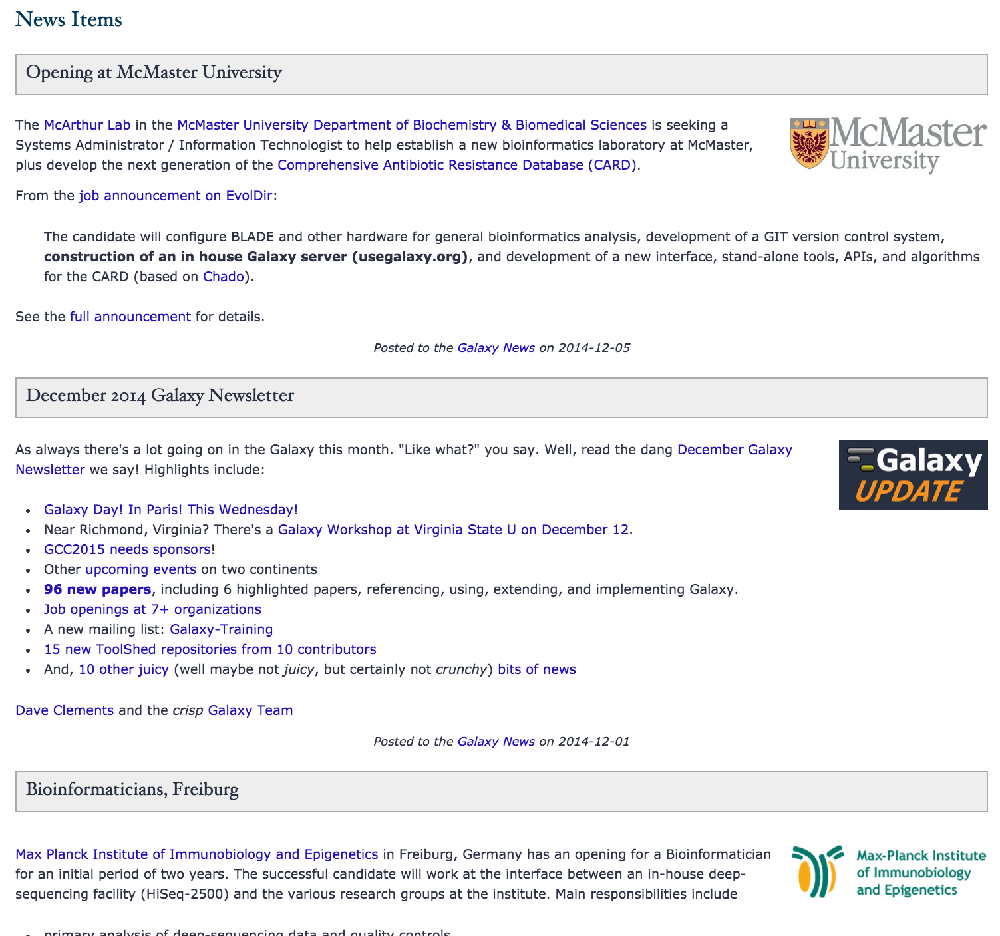 News Items
Opening at McMaster University
The McArthur Lab in the McMaster University Department of Biochemistry & Biomedical Sciences is seeking a
Systems Administrator / Information Technologist to help establish a new bioinformatics laboratory at McMaster,
plus develop the next generation of the Comprehensive Antibiotic Resistance Database (CARD).
McMaster
University
From the job announcement on EvolDir:
The candidate will configure BLADE and other hardware for general bioinformatics analysis, development of a GIT version control system,
construction of an in house Galaxy server (usegalaxy.org), and development of a new interface, stand-alone tools, APIs, and algorithms
for the CARD (based on Chado).
See the full announcement for details.
Posted to the Galaxy News on 2014-12-05
December 2014 Galaxy Newsletter
As always there's a lot going on in the Galaxy this month. "Like what?" you say. Well, read the dang December Galaxy
Newsletter we say! Highlights include:
Galaxy
UPDATE
• Galaxy Day! In Paris! This Wednesday!
• Near Richmond, Virginia? There's a Galaxy Workshop at Virginia State U on December 12.
• GCC2015 needs sponsors!
• Other upcoming events on two continents
• 96 new papers, including 6 highlighted papers, referencing, using, extending, and implementing Galaxy.
• Job openings at 7+ organizations
• A new mailing list: Galaxy-Training
• 15 new ToolShed repositories from 10 contributors
• And, 10 other juicy (well maybe not juicy, but certainly not crunchy) bits of news
Dave Clements and the crisp Galaxy Team
Posted to the Galaxy News on 2014-12-01
Bioinformaticians, Freiburg
Max Planck Institute of Immunobiology and Epigenetics in Freiburg, Germany has an opening for a Bioinformatician
for an initial period of two years. The successful candidate will work at the interface between an in-house deep-
sequencing facility (HiSeq-2500) and the various research groups at the institute. Main responsibilities include
Max-Planck Institute
of Immunobiology
and Epigenetics
• primary analysis of deep-sequencing data and quality controls